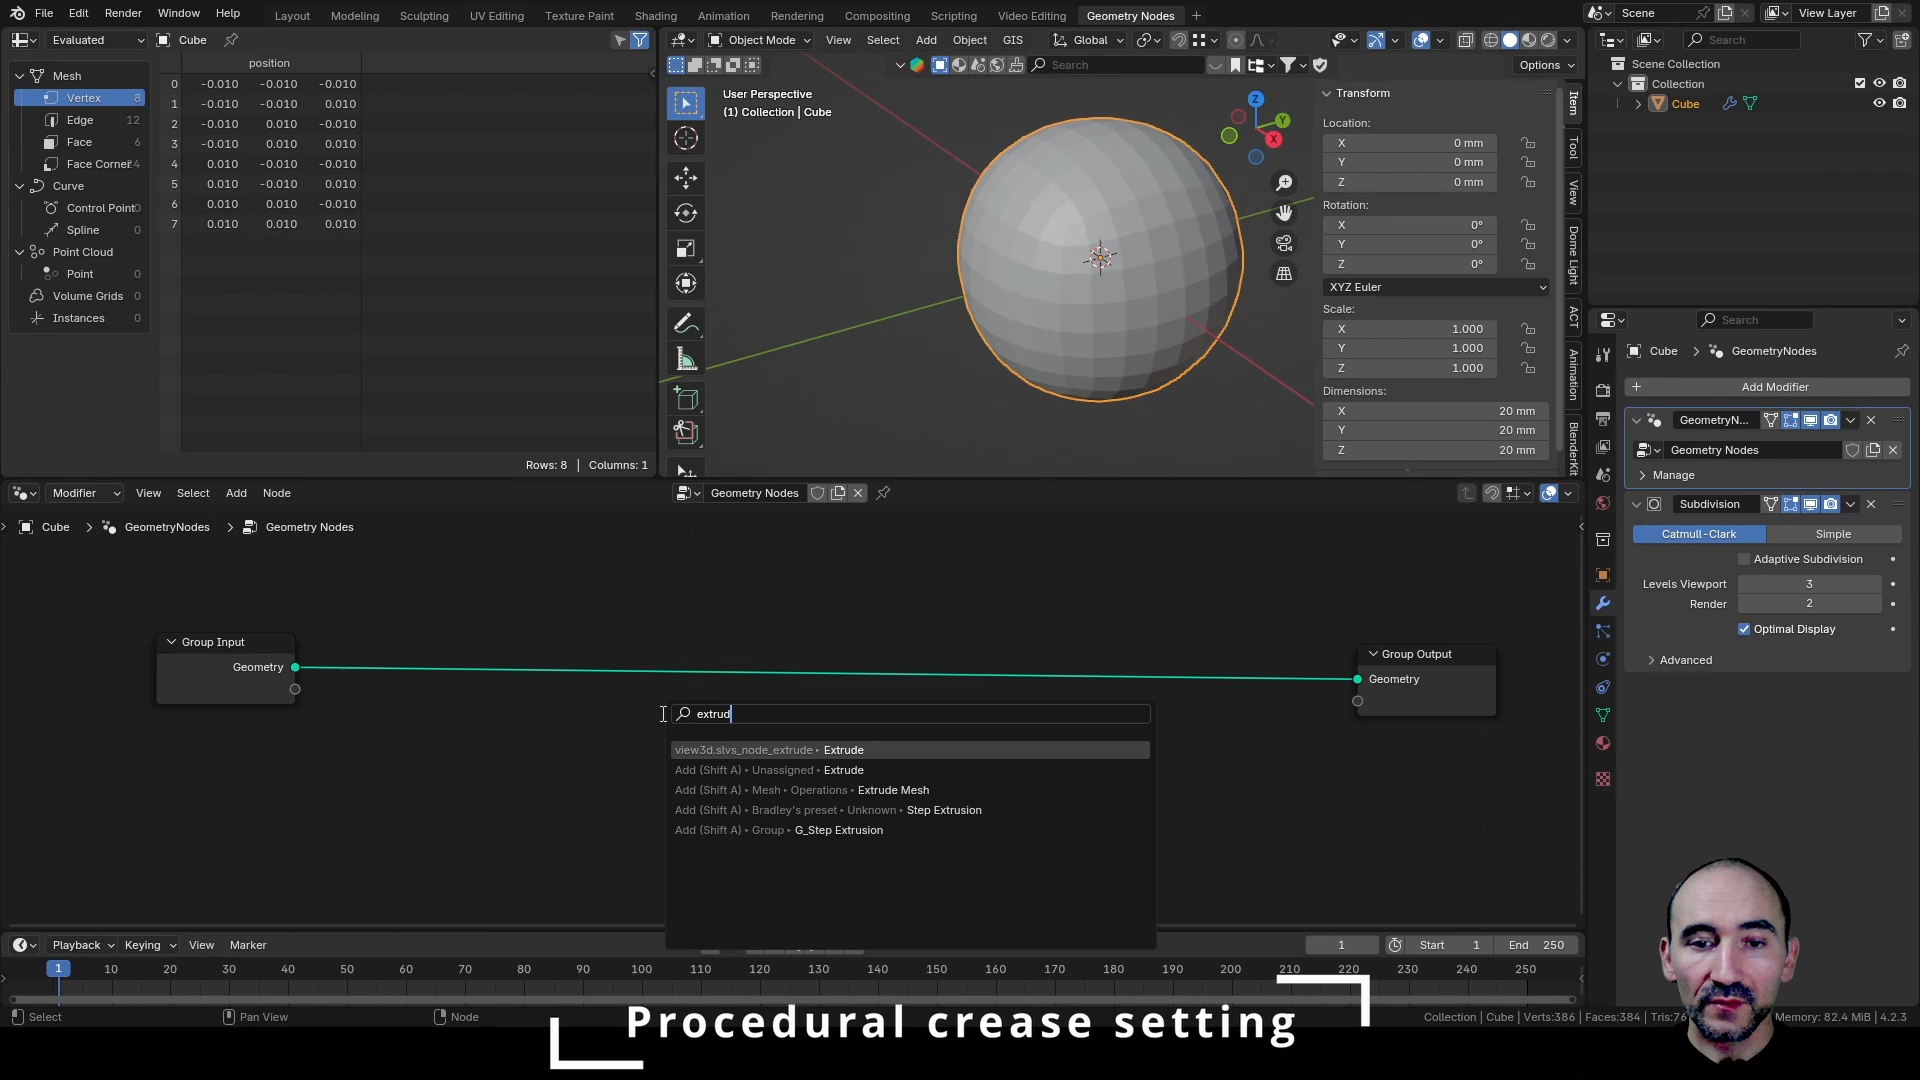 File Edit Render Window Help Layout Modeling Sculpting UV Editing Texture Paint Shading Animation Rendering Compositing Scripting Video Editing Geometry Nodes + Scene View Layer
Evaluated Cube
Object Mode View Select Add Object GIS Global
Search
Search
Options
Mesh
Vertex 8
Edge 12
Face 6
Face Corner
Curve
Control Point 0
Spline 0
Point Cloud 0
Point 0
Volume Grids 0
Instances 0
position
0 -0.010 -0.010 -0.010
1 -0.010 -0.010 0.010
2 -0.010 0.010 -0.010
3 -0.010 0.010 0.010
4 0.010 -0.010 -0.010
5 0.010 -0.010 0.010
6 0.010 0.010 -0.010
7 0.010 0.010 0.010
Rows: 8 | Columns: 1
User Perspective
(1) Collection | Cube
Z
Y
X
Transform
Location:
X 0 mm
Y 0 mm
Z 0 mm
Rotation:
X 0°
Y 0°
Z 0°
XYZ Euler
Scale:
X 1.000
Y 1.000
Z 1.000
Dimensions:
X 20 mm
Y 20 mm
Z 20 mm
Item
Tool
View
Dome Light
ACT
Animation
BlenderKit
Scene Collection
Collection
Cube
Search
Cube GeometryNodes
+ Add Modifier
GeometryN...
Geometry Nodes
Manage
Subdivision
Catmull-Clark Simple
Adaptive Subdivision
Levels Viewport 3
Render 2
Optimal Display
Advanced
Modifier View Select Add Node Geometry Nodes
Cube GeometryNodes Geometry Nodes
Group Input
Geometry
Group Output
Geometry
extrud
view3d.slvs_node_extrude Extrude
Add (Shift A) Unassigned Extrude
Add (Shift A) Mesh Operations Extrude Mesh
Add (Shift A) Bradley's preset Unknown Step Extrusion
Add (Shift A) Group G_Step Extrusion
Playback Keying View Marker 1 Start 1 End 250
1 10 20 30 40 50 60 70 80 90 100 110 120 130 140 150 160 170 180 190 200 210 220 230 240 250
Select Pan View Node Collection | Cube | Verts:386 | Faces:384 | Tris:76 Memory: 82.4 MiB | 4.2.3
Procedural crease setting